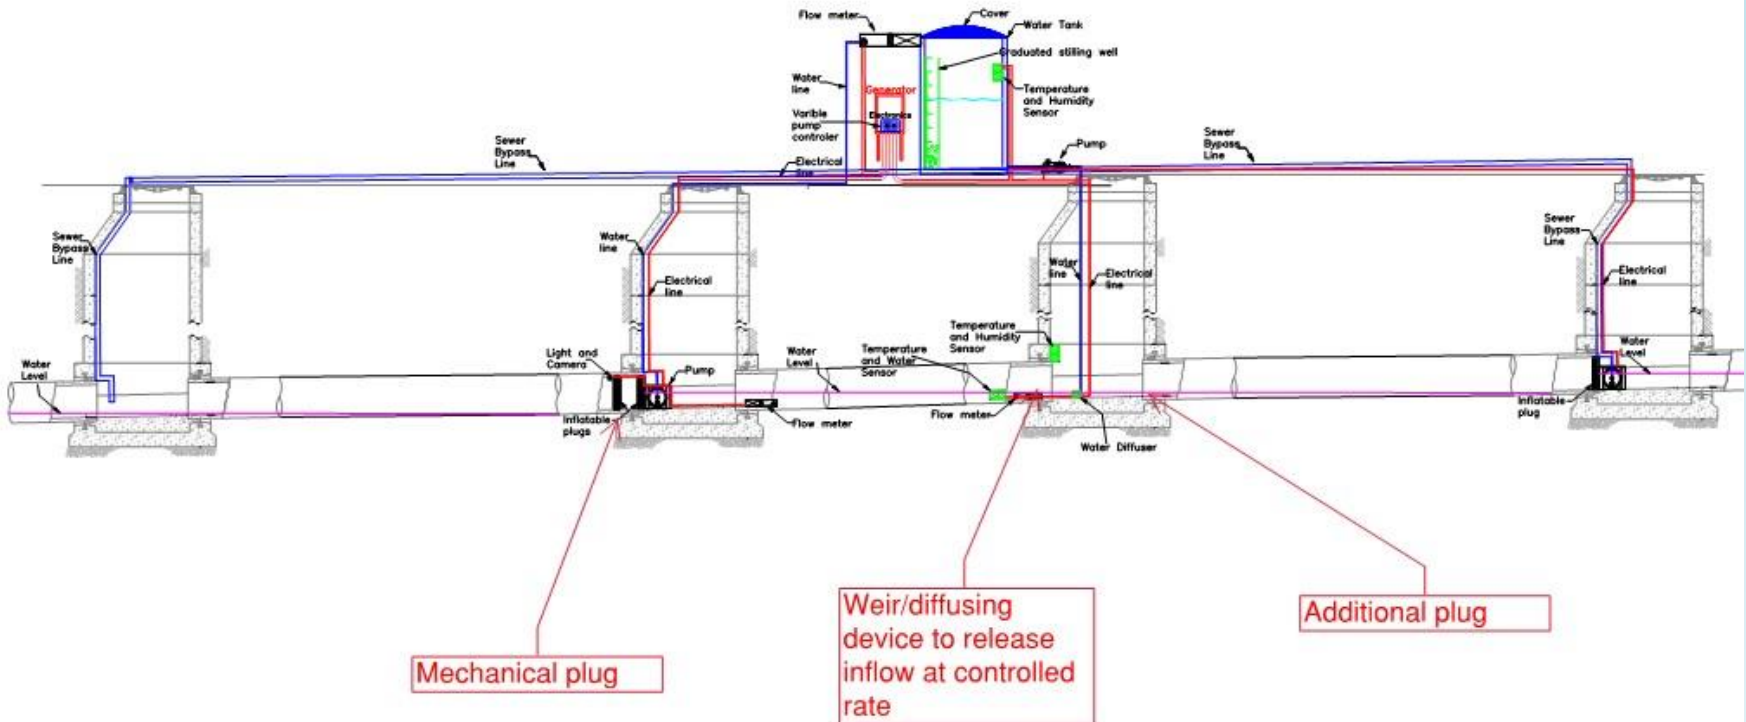 Flow meter
Cover
Water Tank
Graduated stilling well
Water
line
Generator
Temperature
and Humidity
Sensor
Varible
pump
controler
Electronics
Sewer
Bypass
Line
Electrical
line
Pump
Sewer
Bypass
Line
Sewer
Bypass
Line
Water
line
Electrical
line
Water
line
Electrical
line
Sewer
Bypass
Line
Electrical
line
Water
Level
Light and
Camera
Pump
Inflatable
plugs
Flow meter
Water
Level
Temperature
and Water
Sensor
Temperature
and Humidity
Sensor
Flow meter
Water Diffuser
Water
Level
Inflatable
plug
Mechanical plug
Weir/diffusing
device to release
inflow at controlled
rate
Additional plug